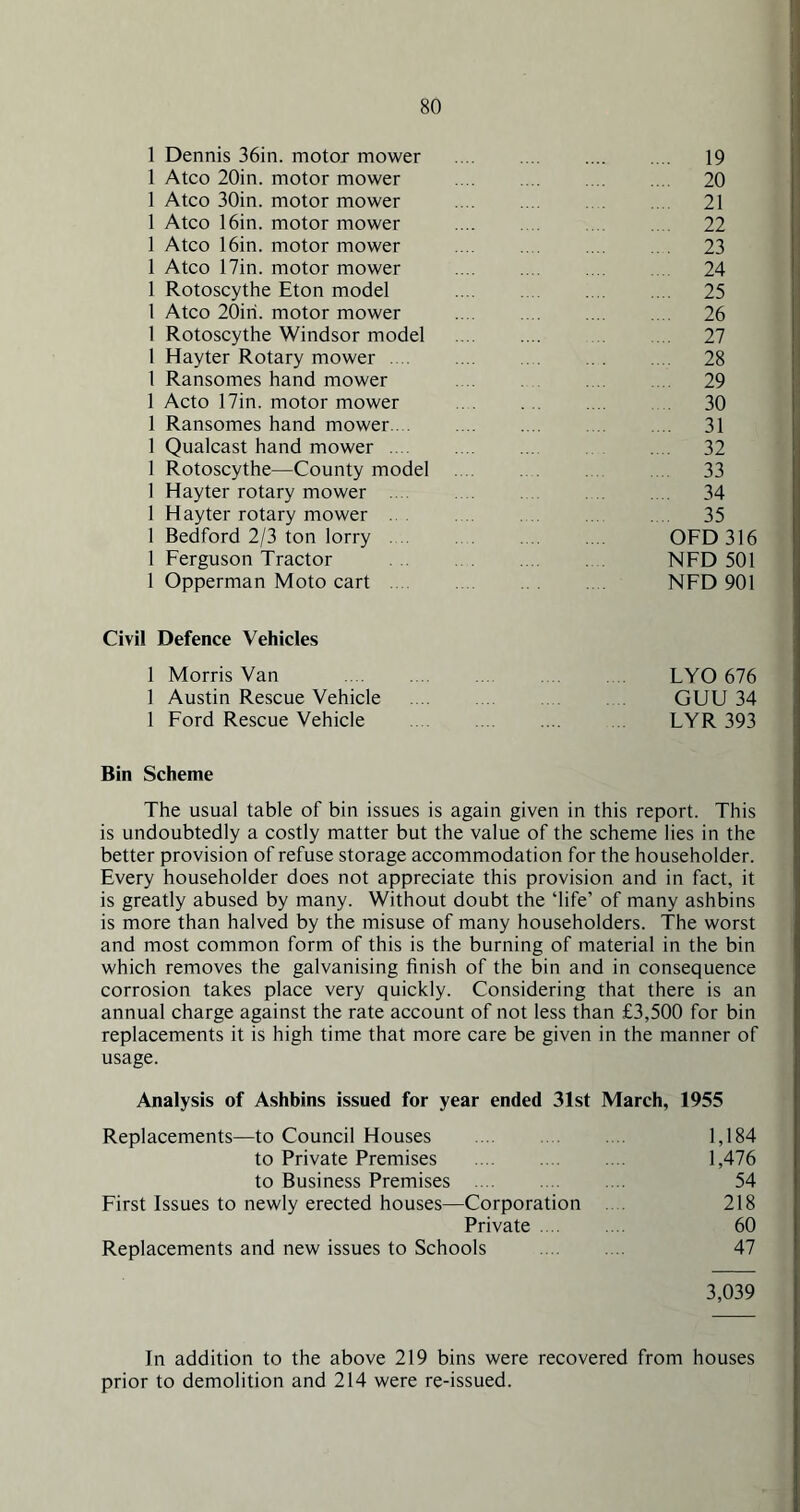 80
1 Dennis 36in. motor mower .... .... .... .... 19
1 Atco 20in. motor mower .... .... .... .... 20
1 Atco 30in. motor mower .... .... .... .... 21
1 Atco 16in. motor mower .... .... .... .... 22
1 Atco 16in. motor mower .... .... .... .... 23
1 Atco 17in. motor mower .... .... .... .... 24
1 Rotoscythe Eton model .... .... .... .... 25
1 Atco 20in. motor mower .... .... .... .... 26
1 Rotoscythe Windsor model .... .... .... .... 27
1 Hayter Rotary mower .... .... .... .... .... 28
1 Ransomes hand mower .... .... .... .... 29
1 Acto 17in. motor mower .... .... .... .... 30
1 Ransomes hand mower.... .... .... .... .... 31
1 Qualcast hand mower .... .... .... .... .... 32
1 Rotoscythe—County model .... .... .... .... 33
1 Hayter rotary mower .... .... .... .... .... 34
1 Hayter rotary mower .... .... .... .... .... 35
1 Bedford 2/3 ton lorry .... .... .... .... OFD 316
1 Ferguson Tractor .... .... .... .... NFD 501
1 Opperman Moto cart .... .... .... .... NFD 901
Civil Defence Vehicles
1 Morris Van .... .... .... .... .... LYO 676
1 Austin Rescue Vehicle .... .... .... .... GUU 34
1 Ford Rescue Vehicle .... .... .... .... LYR 393
Bin Scheme
The usual table of bin issues is again given in this report. This
is undoubtedly a costly matter but the value of the scheme lies in the
better provision of refuse storage accommodation for the householder.
Every householder does not appreciate this provision and in fact, it
is greatly abused by many. Without doubt the ‘life’ of many ashbins
is more than halved by the misuse of many householders. The worst
and most common form of this is the burning of material in the bin
which removes the galvanising finish of the bin and in consequence
corrosion takes place very quickly. Considering that there is an
annual charge against the rate account of not less than £3,500 for bin
replacements it is high time that more care be given in the manner of
usage.
Analysis of Ashbins issued for year ended 31st March, 1955
Replacements—to Council Houses .... .... .... 1,184
to Private Premises .... .... .... 1,476
to Business Premises .... .... .... 54
First Issues to newly erected houses—Corporation .... 218
Private .... .... 60
Replacements and new issues to Schools .... .... 47
3,039
In addition to the above 219 bins were recovered from houses
prior to demolition and 214 were re-issued.